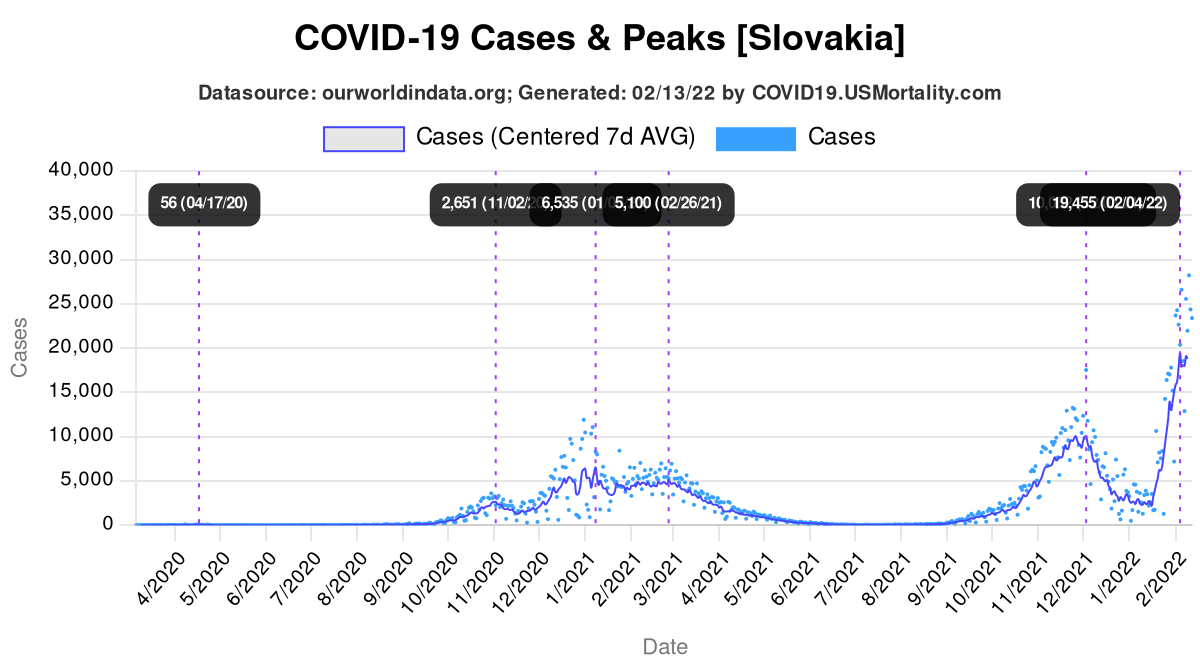 COVID-19 Cases & Peaks [Slovakia]
Datasource: ourworldindata.org; Generated: 02/13/22 by COVID19.USMortality.com
Cases (Centered 7d AVG) Cases
40,000
56 (04/17/20) 2,651 (11/02/ 6,535 (01/ 5,100 (02/26/21) 19,455 (02/04/22)
35,000
30,000
25,000
20,000
15,000
10,000
5,000
0
Cases
4/2020 5/2020 6/2020 7/2020 8/2020 9/2020 10/2020 11/2020 12/2020 1/2021 2/2021 3/2021 4/2021 5/2021 6/2021 7/2021 8/2021 9/2021 10/2021 11/2021 12/2021 1/2022 2/2022
Date